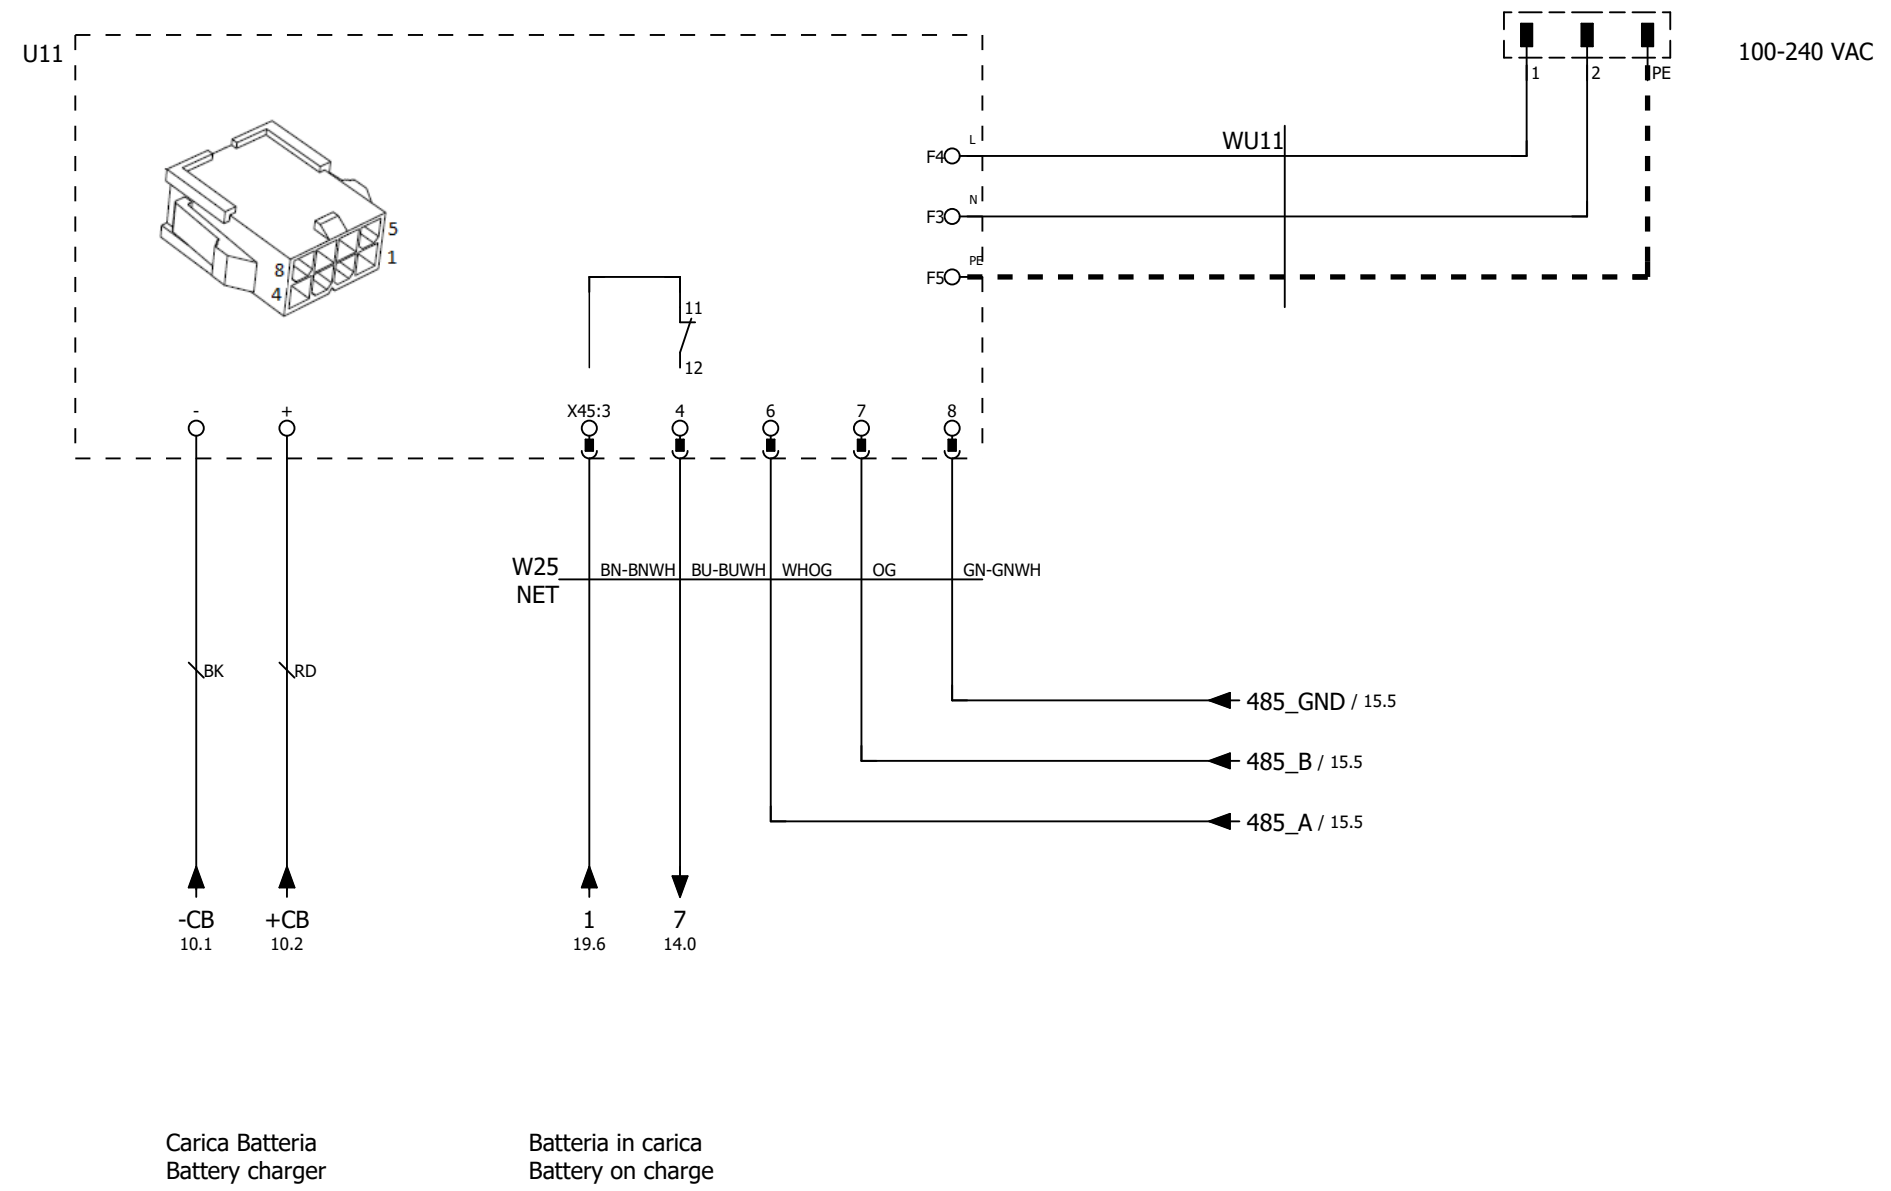 U11
100-240 VAC
1
2
PE
WU11
L
F4
N
F3
PE
F5
5
1
8
4
11
12
-
+
X45:3
4
6
7
8
W25
NET
BN-BNWH
BU-BUWH
WHOG
OG
GN-GNWH
BK
RD
485_GND / 15.5
485_B / 15.5
485_A / 15.5
-CB
10.1
+CB
10.2
1
19.6
7
14.0
Carica Batteria
Battery charger
Batteria in carica
Battery on charge